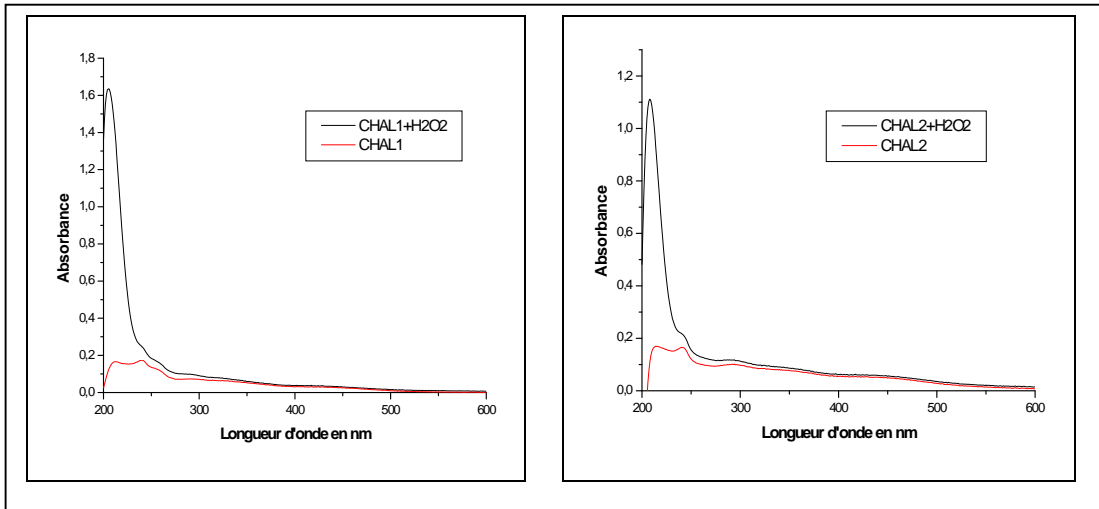 1,8
1,6
1,4
1,2
1,0
0,8
0,6
0,4
0,2
0,0
Absorbance
CHAL1+H2O2
CHAL1
200 300 400 500 600
Longueur d'onde en nm
1,2
1,0
0,8
0,6
0,4
0,2
0,0
Absorbance
CHAL2+H2O2
CHAL2
200 300 400 500 600
Longueur d'onde en nm